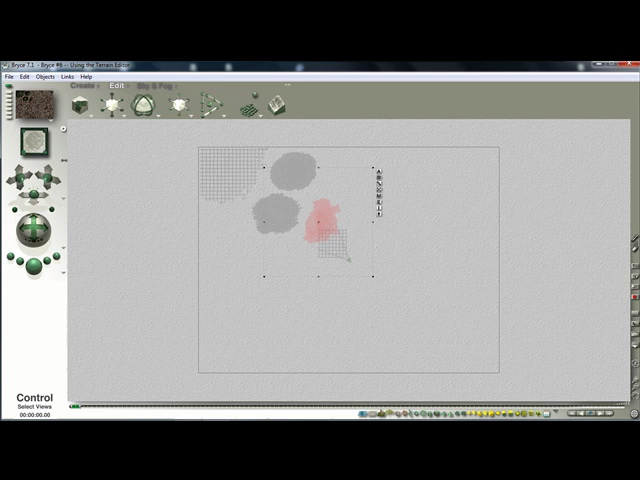 Bryce 7.1 - Bryce #6 -- Using the Terrain Editor
File Edit Objects Links Help
Create Edit Sky & Fog
Control
Select Views
00:00:00.00